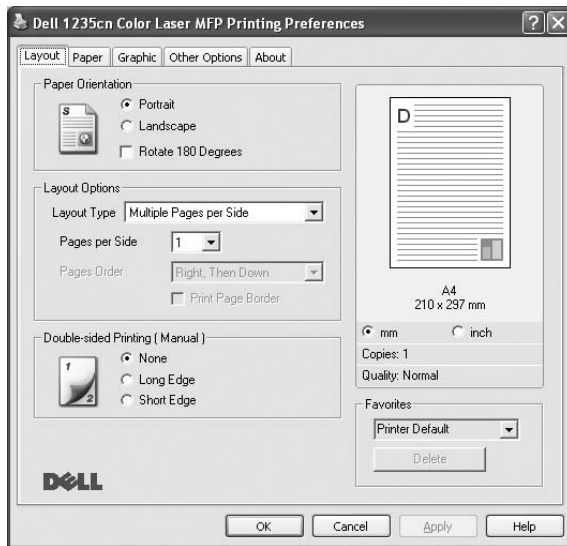 Dell 1235cn Color Laser MFP Printing Preferences
Layout Paper Graphic Other Options About
Paper Orientation
S
Portrait
Landscape
Rotate 180 Degrees
Layout Options
Layout Type Multiple Pages per Side
Pages per Side 1
Pages Order Right, Then Down
Print Page Border
Double-sided Printing ( Manual )
1
2
None
Long Edge
Short Edge
DELL
D
A4
210 x 297 mm
mm inch
Copies: 1
Quality: Normal
Favorites
Printer Default
Delete
OK Cancel Apply Help